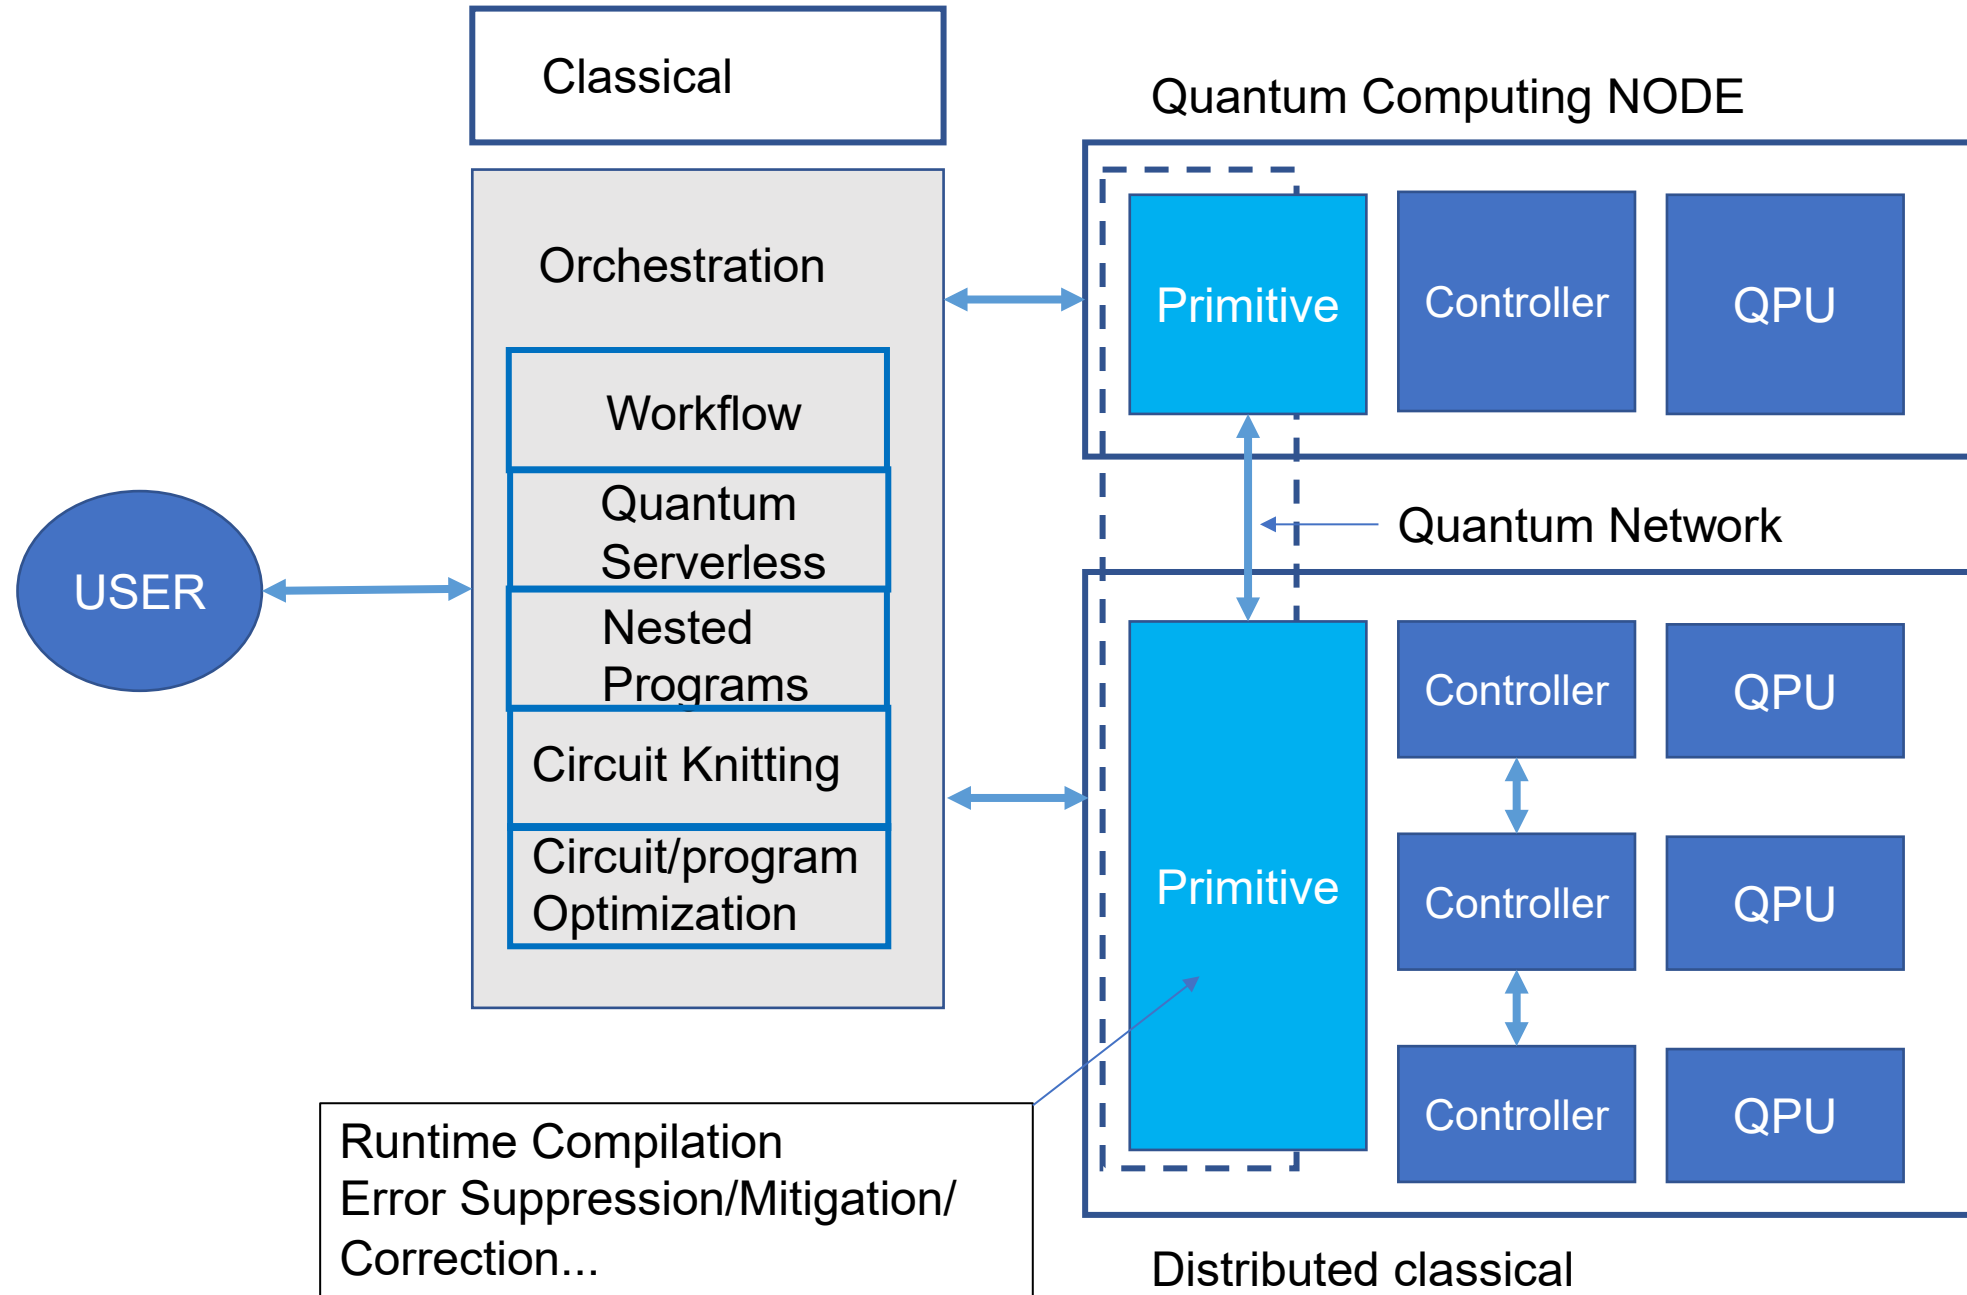 Classical
Quantum Computing NODE
Orchestration
Workflow
Quantum
Serverless
Nested
Programs
Circuit Knitting
Circuit/program
Optimization
USER
Primitive
Controller
QPU
Quantum Network
Primitive
Controller
QPU
Controller
QPU
Controller
QPU
Runtime Compilation
Error Suppression/Mitigation/
Correction...
Distributed classical